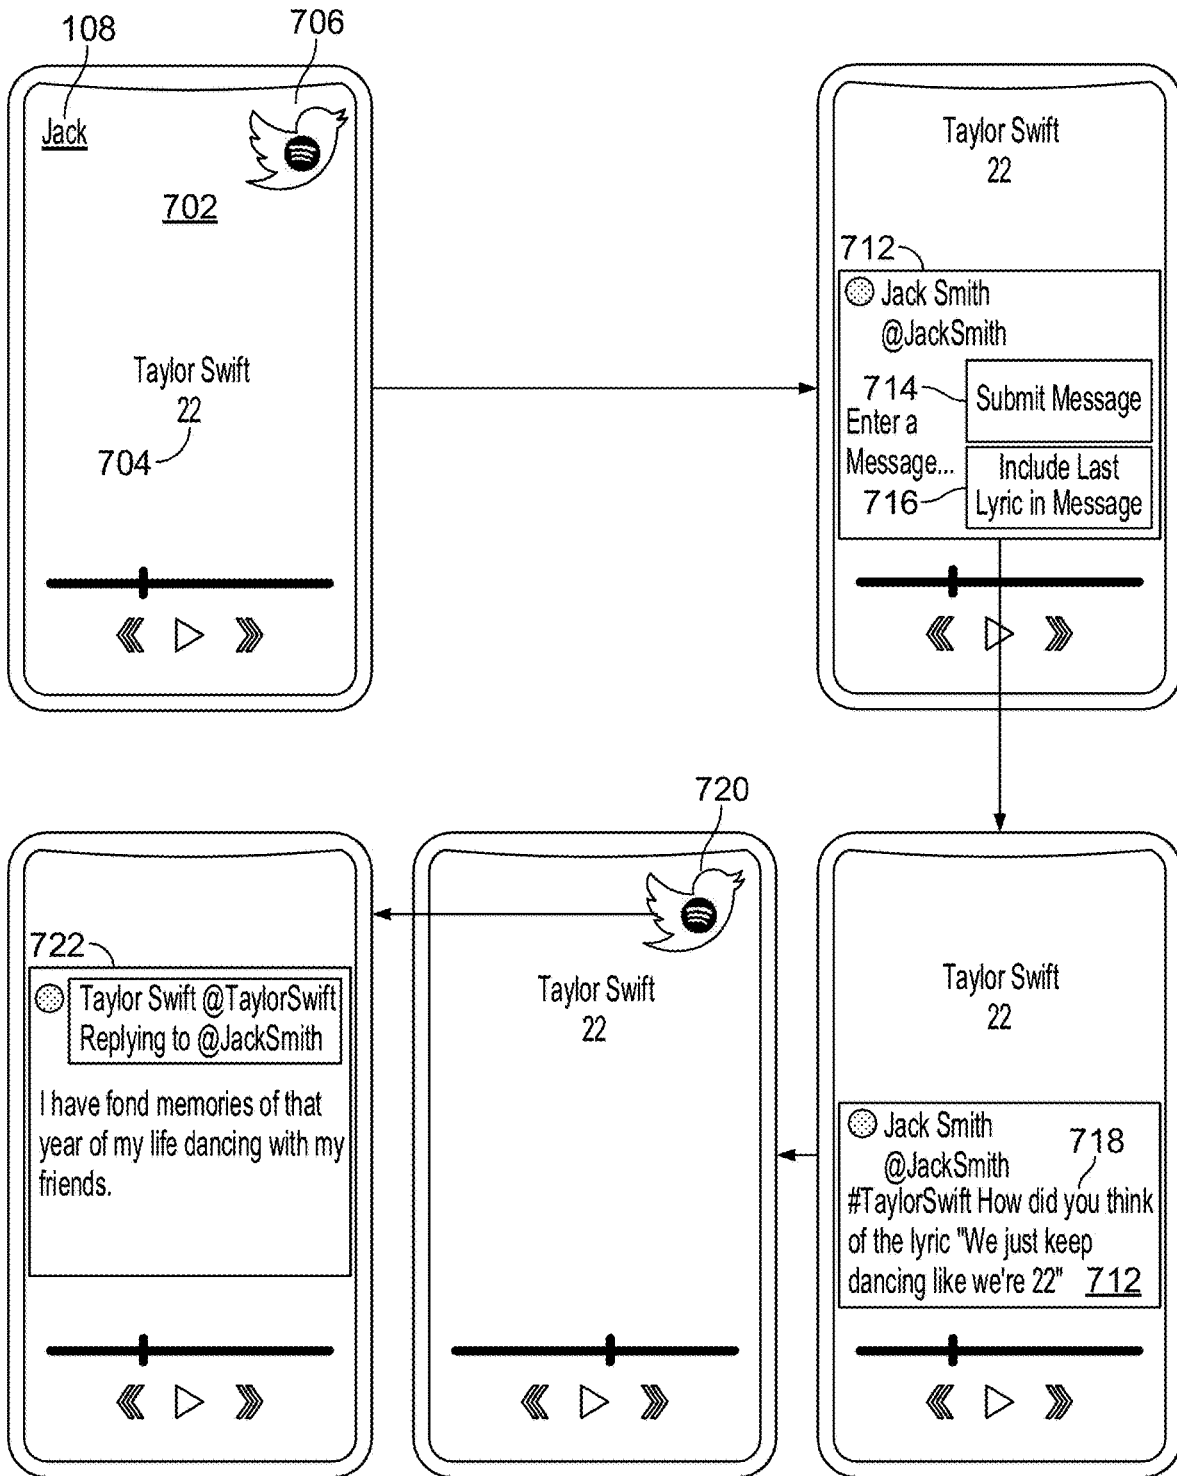 108
706
Jack
702
Taylor Swift
22
704
Taylor Swift
22
712
Jack Smith
@JackSmith
714
Submit Message
Enter a
Message...
716
Include Last
Lyric in Message
720
722
Taylor Swift @TaylorSwift
Replying to @JackSmith
I have fond memories of that
year of my life dancing with my
friends.
Taylor Swift
22
Taylor Swift
22
Jack Smith
@JackSmith
718
#TaylorSwift How did you think
of the lyric "We just keep
dancing like we're 22"
712